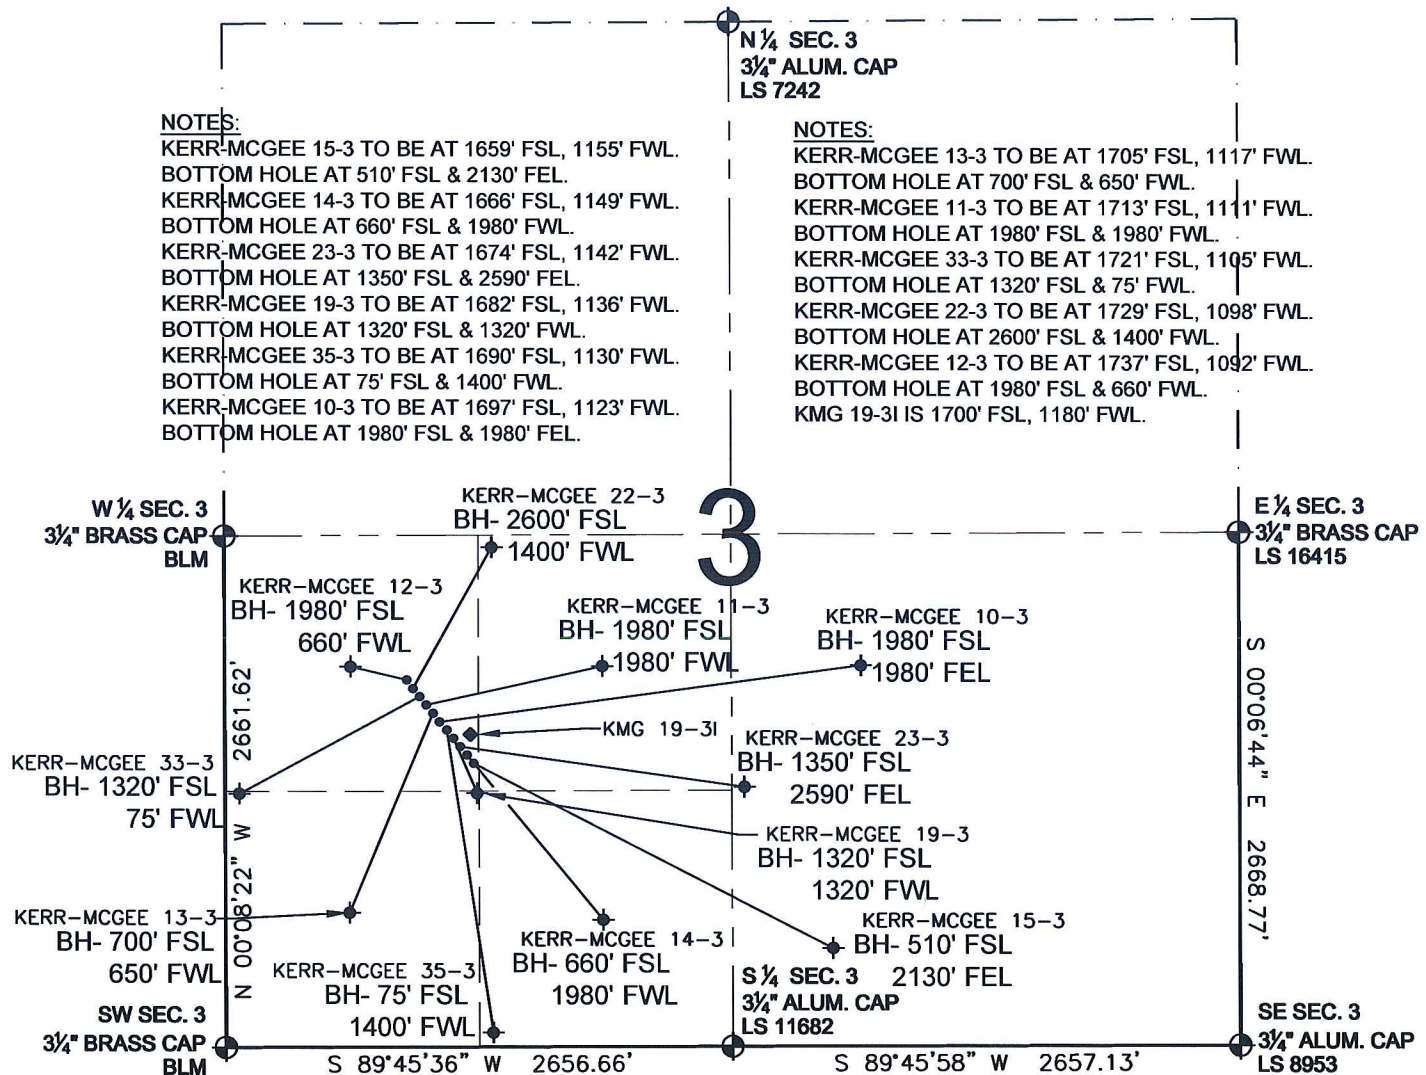 N ¼ SEC. 3
3¼" ALUM. CAP
LS 7242
NOTES:
KERR-MCGEE 15-3 TO BE AT 1659' FSL, 1155' FWL.
BOTTOM HOLE AT 510' FSL & 2130' FEL.
KERR-MCGEE 14-3 TO BE AT 1666' FSL, 1149' FWL.
BOTTOM HOLE AT 660' FSL & 1980' FWL.
KERR-MCGEE 23-3 TO BE AT 1674' FSL, 1142' FWL.
BOTTOM HOLE AT 1350' FSL & 2590' FEL.
KERR-MCGEE 19-3 TO BE AT 1682' FSL, 1136' FWL.
BOTTOM HOLE AT 1320' FSL & 1320' FWL.
KERR-MCGEE 35-3 TO BE AT 1690' FSL, 1130' FWL.
BOTTOM HOLE AT 75' FSL & 1400' FWL.
KERR-MCGEE 10-3 TO BE AT 1697' FSL, 1123' FWL.
BOTTOM HOLE AT 1980' FSL & 1980' FEL.
NOTES:
KERR-MCGEE 13-3 TO BE AT 1705' FSL, 1117' FWL.
BOTTOM HOLE AT 700' FSL & 650' FWL.
KERR-MCGEE 11-3 TO BE AT 1713' FSL, 1111' FWL.
BOTTOM HOLE AT 1980' FSL & 1980' FWL.
KERR-MCGEE 33-3 TO BE AT 1721' FSL, 1105' FWL.
BOTTOM HOLE AT 1320' FSL & 75' FWL.
KERR-MCGEE 22-3 TO BE AT 1729' FSL, 1098' FWL.
BOTTOM HOLE AT 2600' FSL & 1400' FWL.
KERR-MCGEE 12-3 TO BE AT 1737' FSL, 1092' FWL.
BOTTOM HOLE AT 1980' FSL & 660' FWL.
KMG 19-3I IS 1700' FSL, 1180' FWL.
W ¼ SEC. 3
3¼" BRASS CAP
BLM
KERR-MCGEE 22-3
BH- 2600' FSL
1400' FWL
3
E ¼ SEC. 3
3¼" BRASS CAP
LS 16415
KERR-MCGEE 12-3
BH- 1980' FSL
660' FWL
KERR-MCGEE 11-3
BH- 1980' FSL
1980' FWL
KERR-MCGEE 10-3
BH- 1980' FSL
1980' FEL
KMG 19-3I
KERR-MCGEE 23-3
BH- 1350' FSL
2590' FEL
KERR-MCGEE 33-3
BH- 1320' FSL
75' FWL
KERR-MCGEE 19-3
BH- 1320' FSL
1320' FWL
N 00°08'22" W 2661.62'
S 00°06'44" E 2668.77'
KERR-MCGEE 13-3
BH- 700' FSL
650' FWL
KERR-MCGEE 35-3
BH- 75' FSL
1400' FWL
KERR-MCGEE 14-3
BH- 660' FSL
1980' FWL
KERR-MCGEE 15-3
BH- 510' FSL
2130' FEL
SW SEC. 3
3¼" BRASS CAP
BLM
S ¼ SEC. 3
3¼" ALUM. CAP
LS 11682
SE SEC. 3
3¼" ALUM. CAP
LS 8953
S 89°45'36" W 2656.66'
S 89°45'58" W 2657.13'